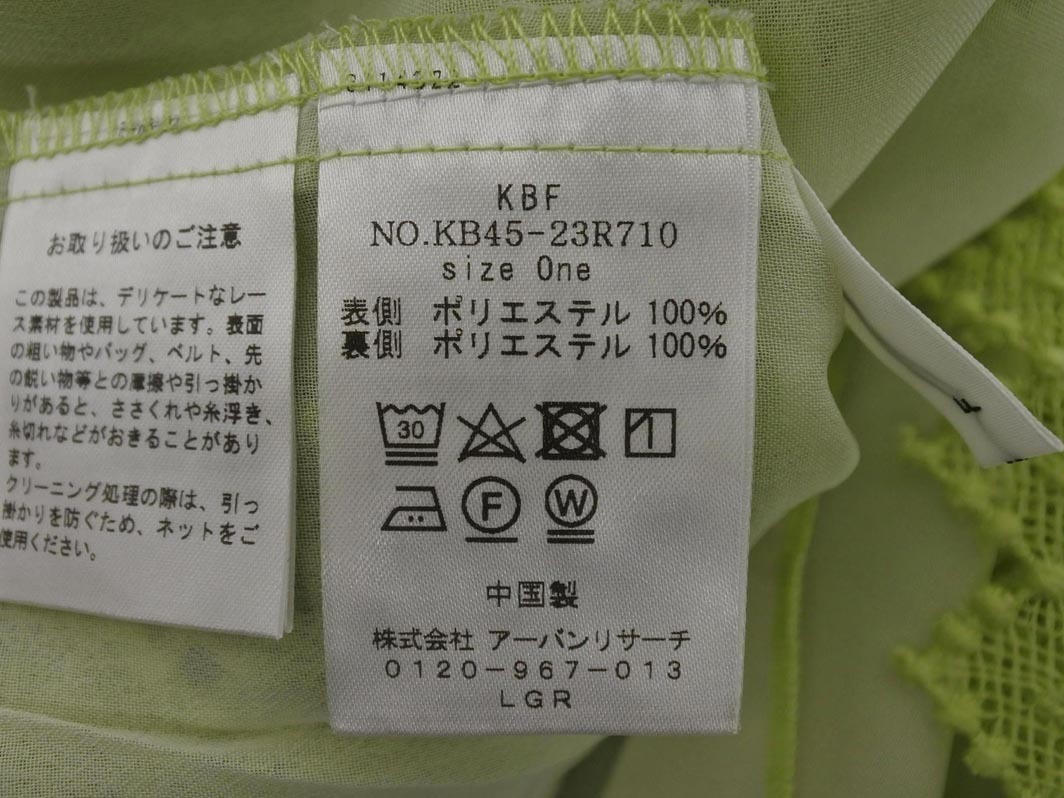 お取り扱いのご注意
この製品は、デリケートなレー
ス素材を使用しています。表面
の粗い物やバッグ、ベルト、先
の鋭い物等との摩擦や引っ掛か
りがあると、ささくれや糸浮き、
糸切れなどがおきることがあり
ます。
クリーニング処理の際は、引っ
掛かりを防ぐため、ネットをご
使用ください。
KBF
NO.KB45-23R710
size One
表側 ポリエステル 100%
裏側 ポリエステル 100%
30
F W
中国製
株式会社 アーバンリサーチ
0120-967-013
LGR
F